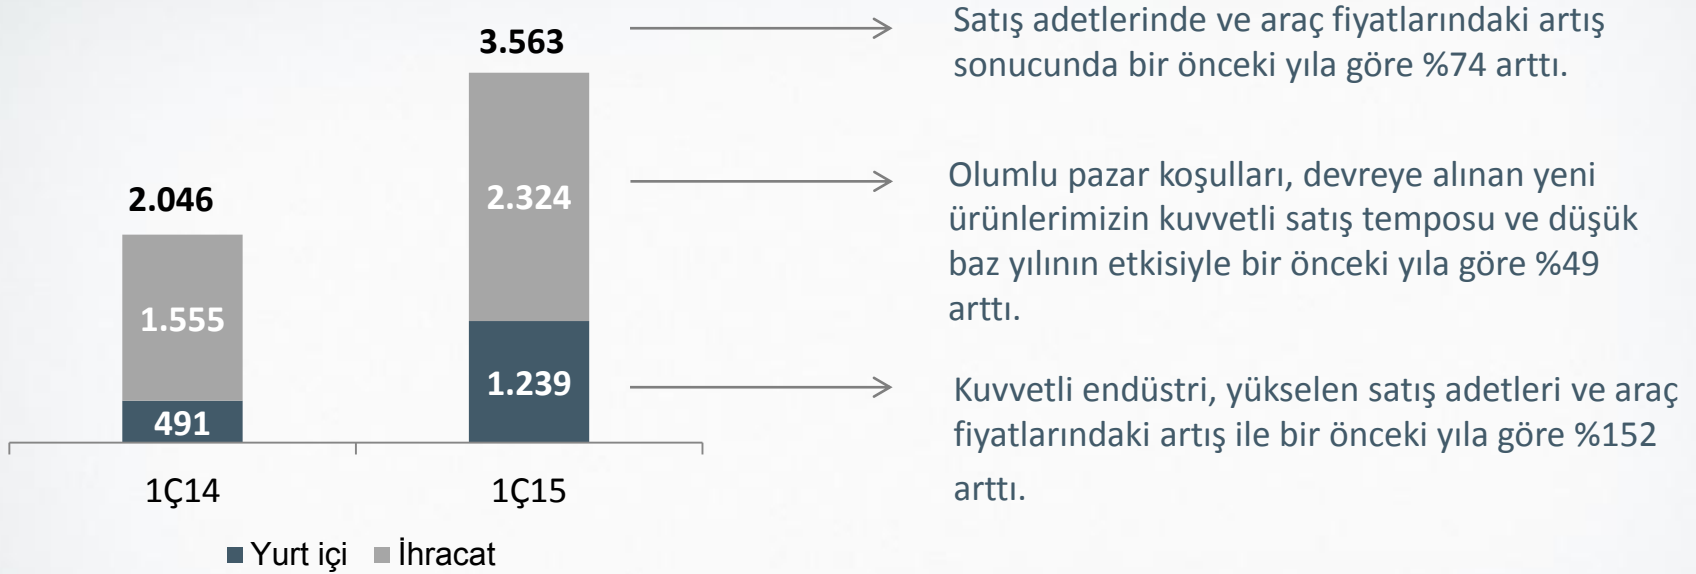 3.563
2.046
2.324
1.555
1.239
491
1Ç14
1Ç15
Yurt içi
İhracat
Satış adetlerinde ve araç fiyatlarındaki artış
sonucunda bir önceki yıla göre %74 arttı.
Olumlu pazar koşulları, devreye alınan yeni
ürünlerimizin kuvvetli satış temposu ve düşük
baz yılının etkisiyle bir önceki yıla göre %49
arttı.
Kuvvetli endüstri, yükselen satış adetleri ve araç
fiyatlarındaki artış ile bir önceki yıla göre %152
arttı.